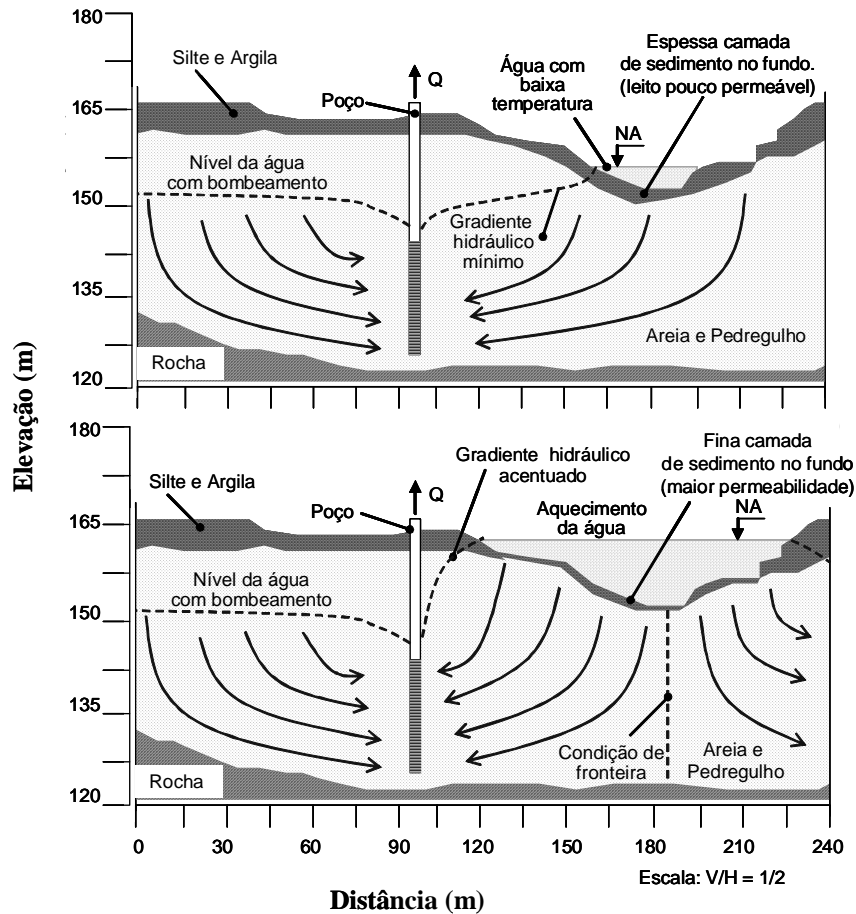 180
165
150
135
120
Silte e Argila
Q
Poço
Água com
baixa
temperatura
NA
Espessa camada
de sedimento no fundo.
(leito pouco permeável)
Nível da água
com bombeamento
Gradiente
hidráulico
mínimo
Areia e Pedregulho
Rocha
Elevação (m)
180
165
150
135
120
Silte e Argila
Poço
Q
Gradiente hidráulico
acentuado
Aquecimento
da água
Fina camada
de sedimento no fundo
(maior permeabilidade)
NA
Nível da água
com bombeamento
Condição de
fronteira
Areia e
Pedregulho
Rocha
0 30 60 90 120 150 180 210 240
Escala: V/H = 1/2
Distância (m)